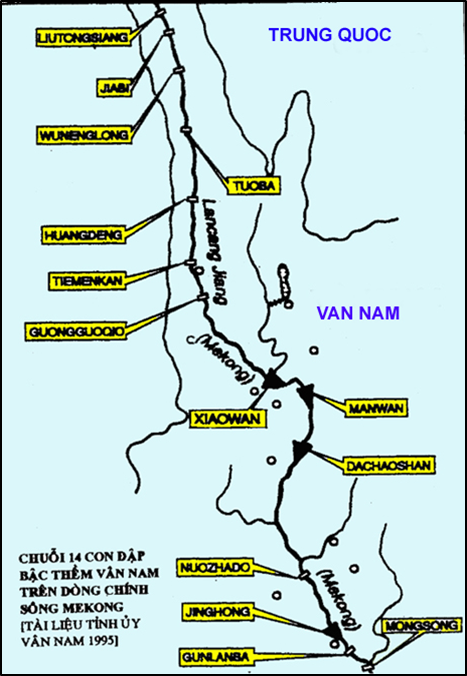 TRUNG QUOC
LIUTONGSIANG
JIABI
WUNENGLONG
TUOBA
HUANGDENG
Lancang Jiang
TIEMENKAN
GUONGGUOQIO
VAN NAM
(Mekong)
XIAOWAN
MANWAN
DACHAOSHAN
CHUỖI 14 CON ĐẬP
BẬC THỀM VÂN NAM
TRÊN DÒNG CHÍNH
SÔNG MEKONG
[TÀI LIỆU TỈNH ỦY
VÂN NAM 1995]
NUOZHADO
(Mekong)
JINGHONG
MONGSONG
GUNLANBA